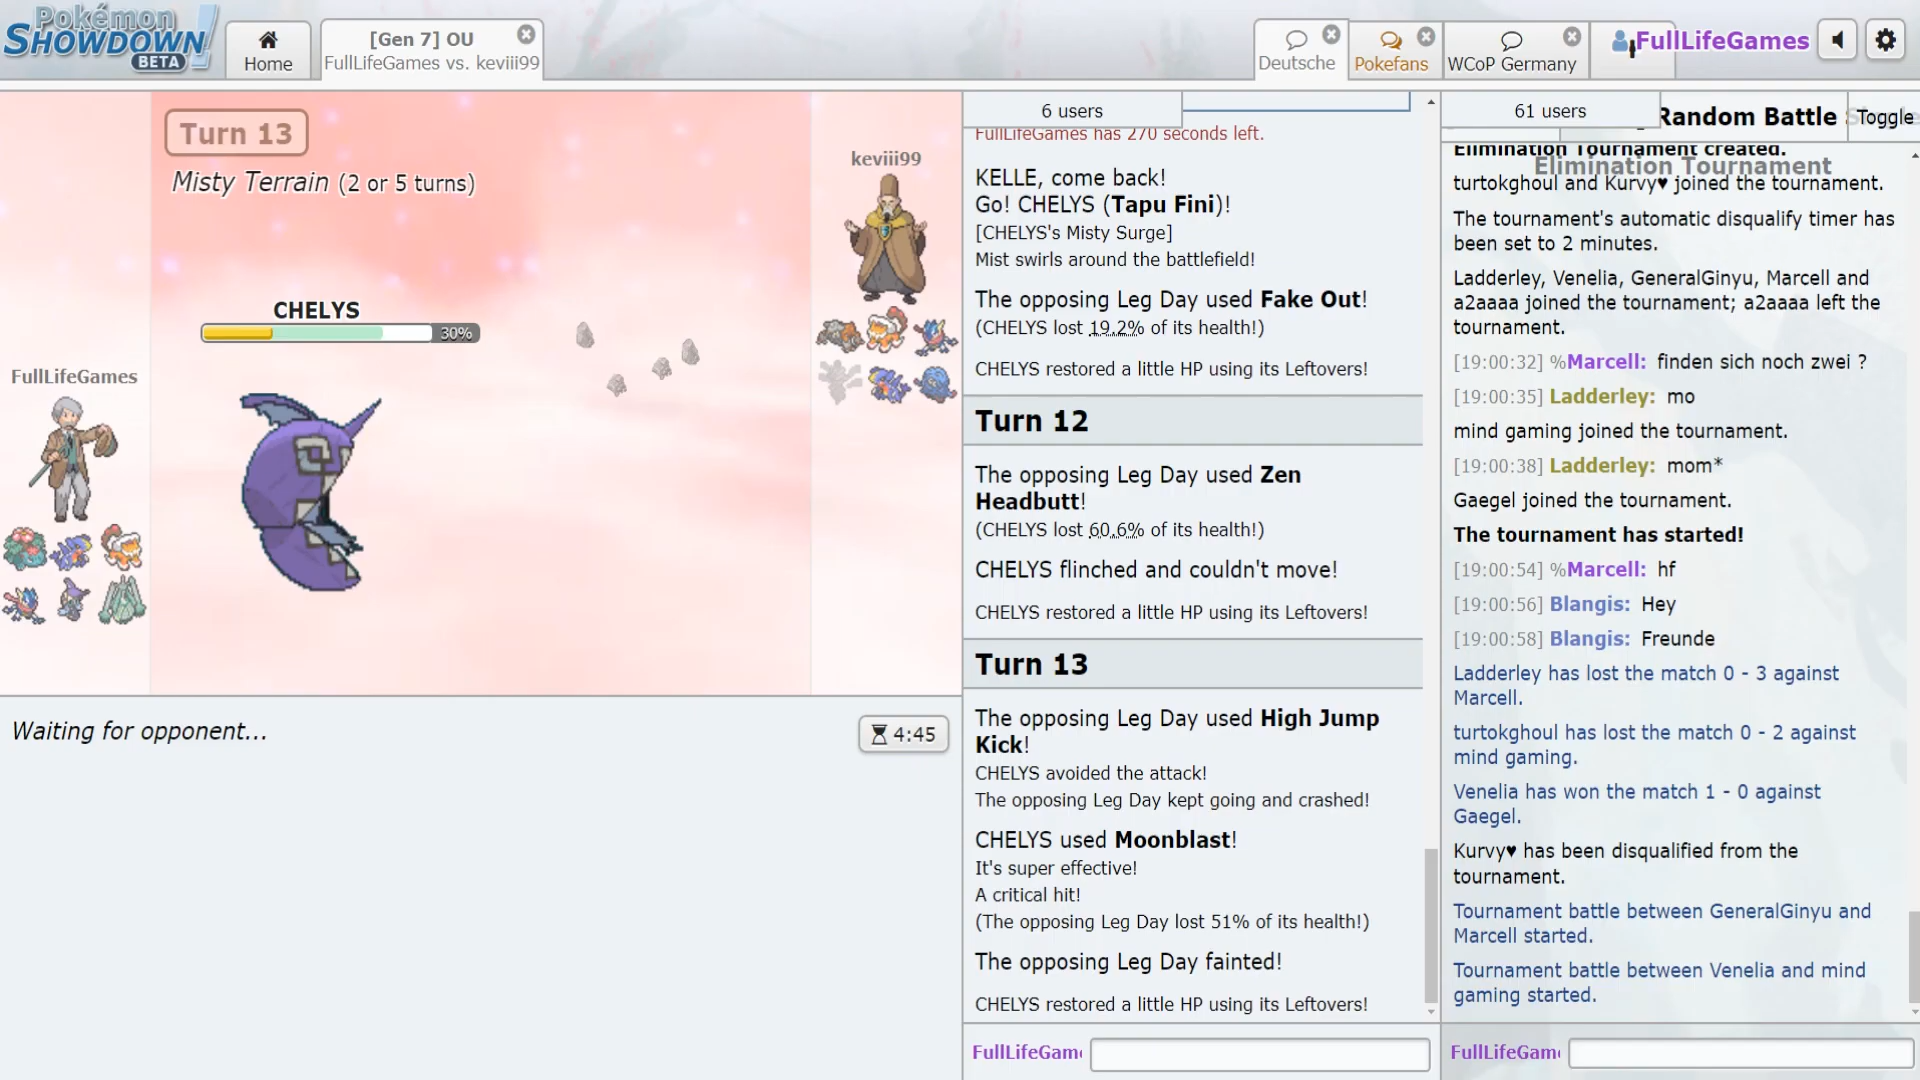 Pokémon
SHOWDOWN!
BETA
Home
[Gen 7] OU
FullLifeGames vs. keviii99
Deutsche
Pokefans
WCoP Germany
FullLifeGames
Turn 13
Misty Terrain (2 or 5 turns)
keviii99
CHELYS
30%
FullLifeGames
Waiting for opponent...
4:45
6 users
FullLifeGames has 270 seconds left.
KELLE, come back!
Go! CHELYS (Tapu Fini)!
[CHELYS's Misty Surge]
Mist swirls around the battlefield!
The opposing Leg Day used Fake Out!
(CHELYS lost 19.2% of its health!)
CHELYS restored a little HP using its Leftovers!
Turn 12
The opposing Leg Day used Zen
Headbutt!
(CHELYS lost 60.6% of its health!)
CHELYS flinched and couldn't move!
CHELYS restored a little HP using its Leftovers!
Turn 13
The opposing Leg Day used High Jump
Kick!
CHELYS avoided the attack!
The opposing Leg Day kept going and crashed!
CHELYS used Moonblast!
It's super effective!
A critical hit!
(The opposing Leg Day lost 51% of its health!)
The opposing Leg Day fainted!
CHELYS restored a little HP using its Leftovers!
FullLifeGam
61 users
Random Battle
Toggle
Elimination Tournament created.
Elimination Tournament
turtokghoul and Kurvy♥ joined the tournament.
The tournament's automatic disqualify timer has
been set to 2 minutes.
Ladderley, Venelia, GeneralGinyu, Marcell and
a2aaaa joined the tournament; a2aaaa left the
tournament.
[19:00:32] %Marcell: finden sich noch zwei ?
[19:00:35] Ladderley: mo
mind gaming joined the tournament.
[19:00:38] Ladderley: mom*
Gaegel joined the tournament.
The tournament has started!
[19:00:54] %Marcell: hf
[19:00:56] Blangis: Hey
[19:00:58] Blangis: Freunde
Ladderley has lost the match 0 - 3 against
Marcell.
turtokghoul has lost the match 0 - 2 against
mind gaming.
Venelia has won the match 1 - 0 against
Gaegel.
Kurvy♥ has been disqualified from the
tournament.
Tournament battle between GeneralGinyu and
Marcell started.
Tournament battle between Venelia and mind
gaming started.
FullLifeGam